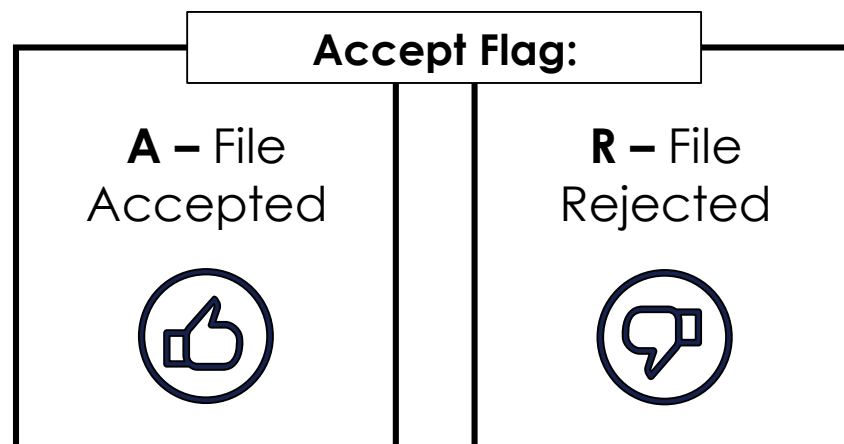 Accept Flag:
A – File
Accepted
R – File
Rejected